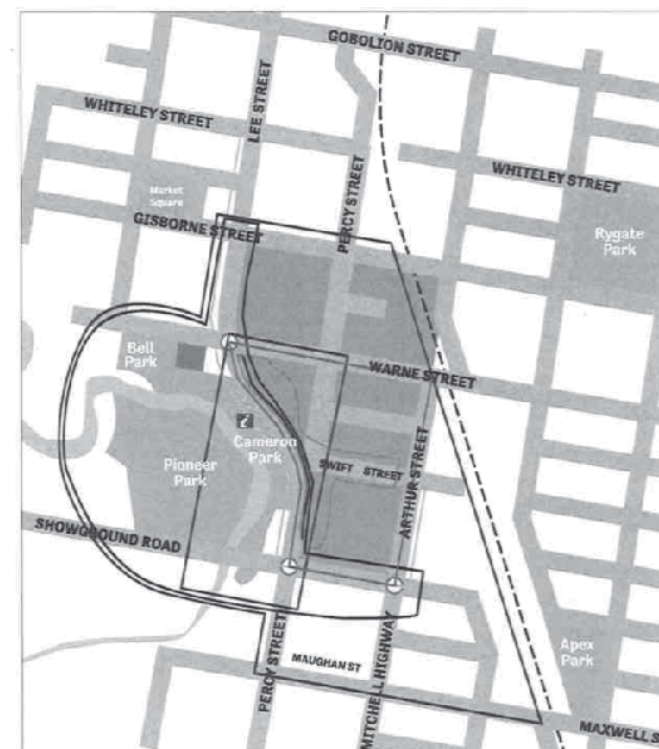 GOBOLION STREET
LEE STREET
WHITELEY STREET
PERCY STREET
WHITELEY STREET
Market
Square
GISBORNE STREET
Rygate
Park
Bell
Park
WARNE STREET
Cameron
Park
Pioneer
Park
SWIFT STREET
ARTHUR STREET
SHOWGROUND ROAD
PERCY STREET
MAUGHAN ST
MITCHELL HIGHWAY
Apex
Park
MAXWELL S